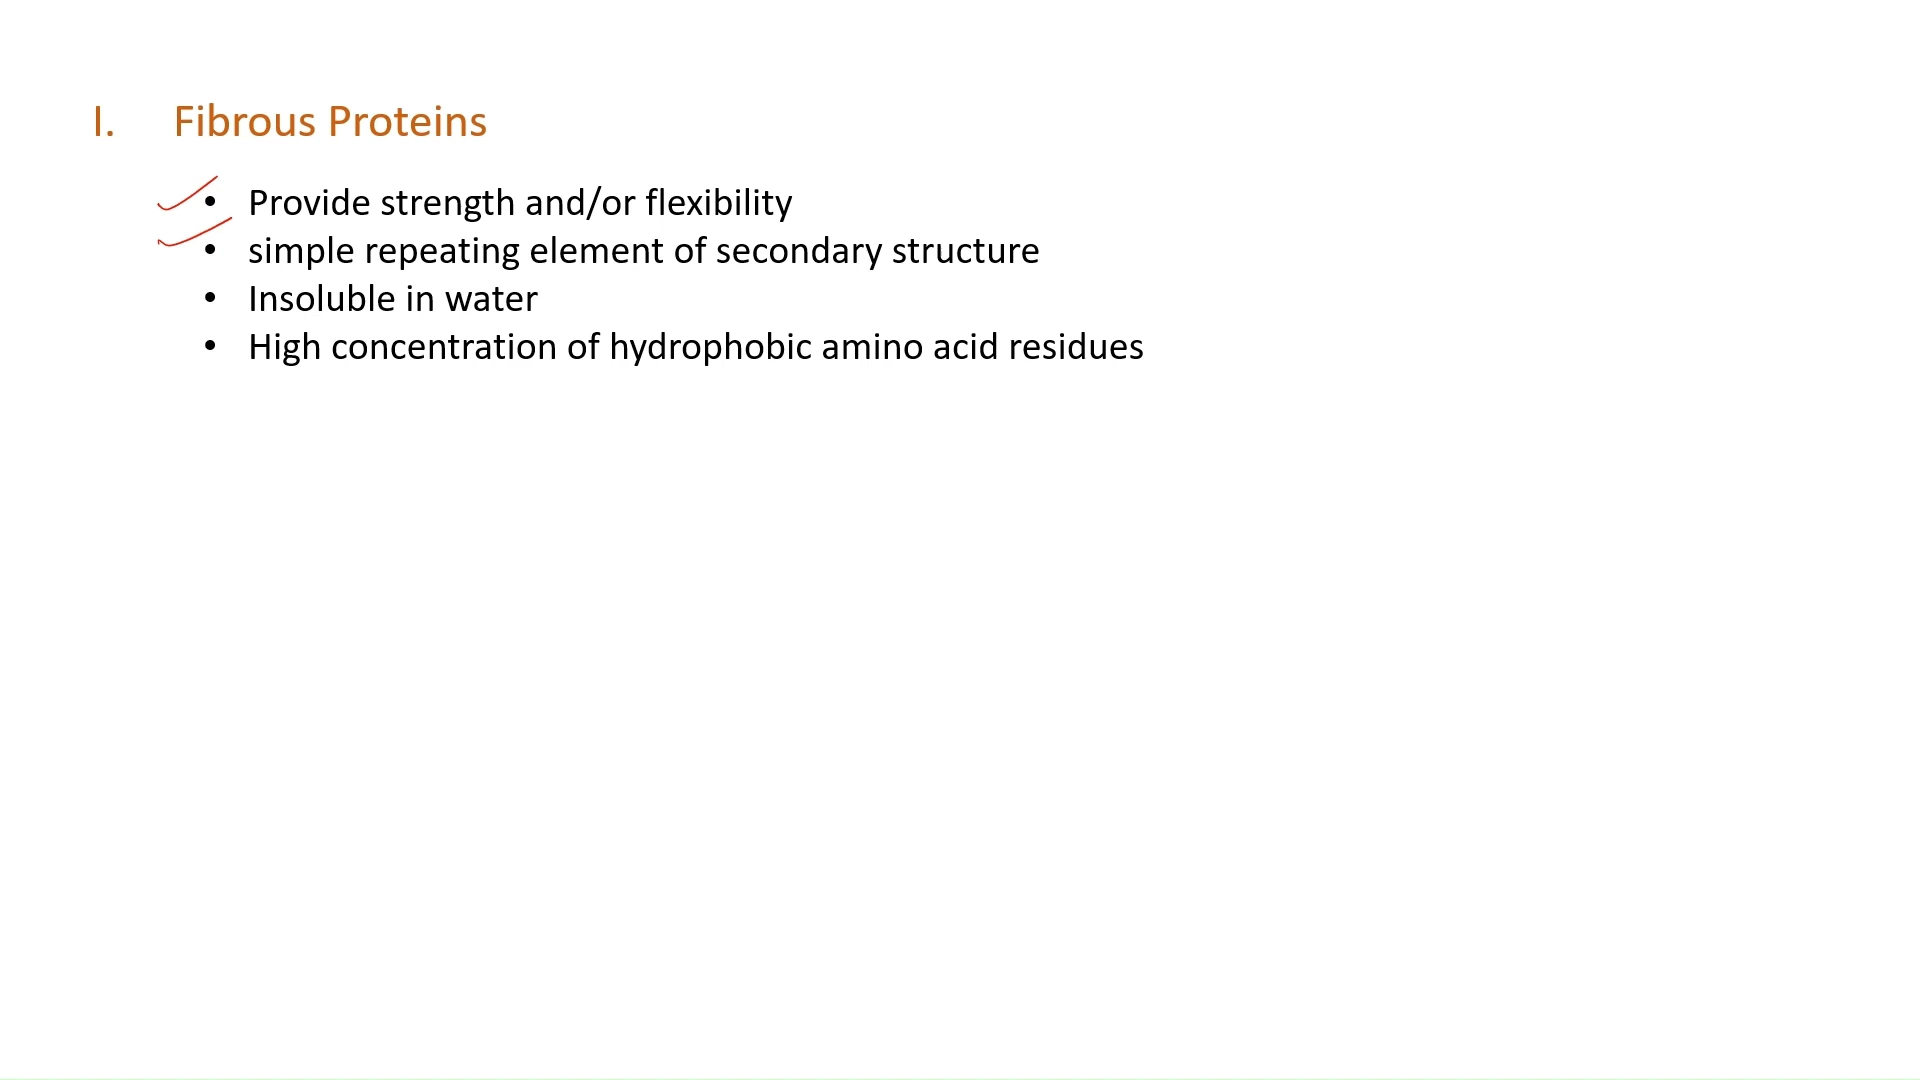 I. Fibrous Proteins
• Provide strength and/or flexibility
• simple repeating element of secondary structure
• Insoluble in water
• High concentration of hydrophobic amino acid residues